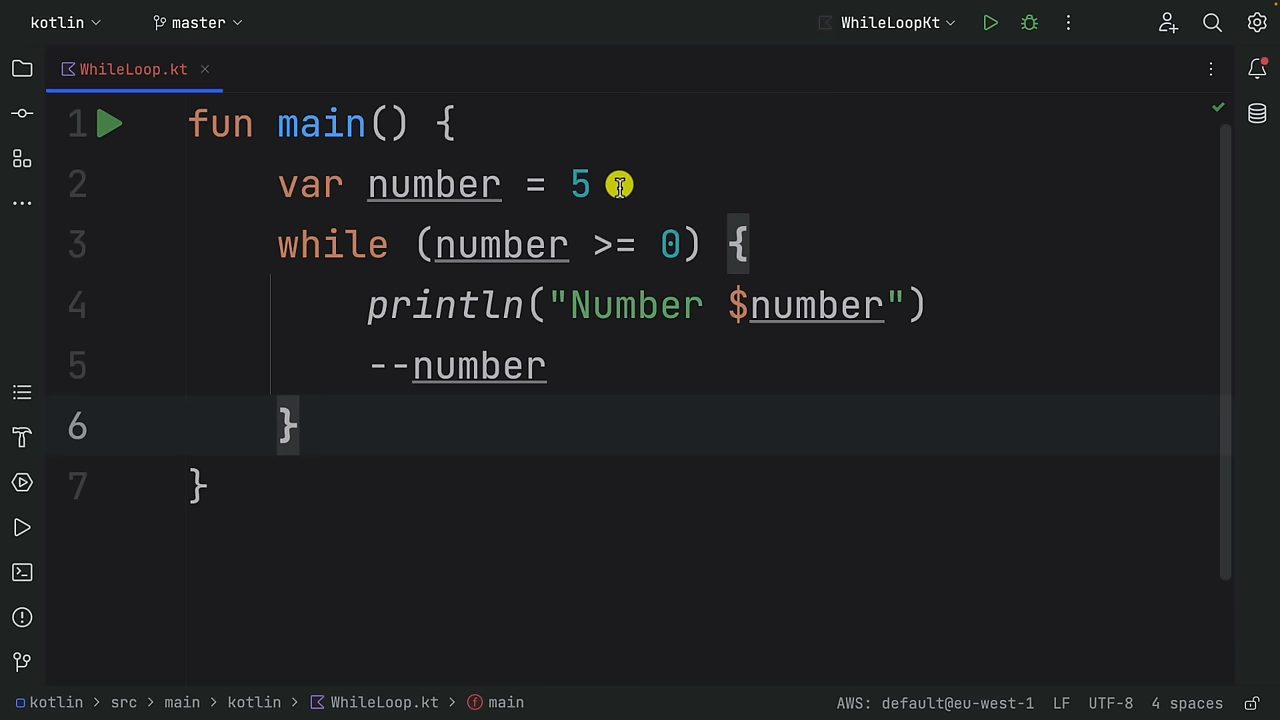 kotlin master WhileLoopKt
WhileLoop.kt
1 fun main() {
2 var number = 5
3 while (number >= 0) {
4 println("Number $number")
5 --number
6 }
7 }
kotlin > src > main > kotlin > WhileLoop.kt > main AWS: default@eu-west-1 LF UTF-8 4 spaces